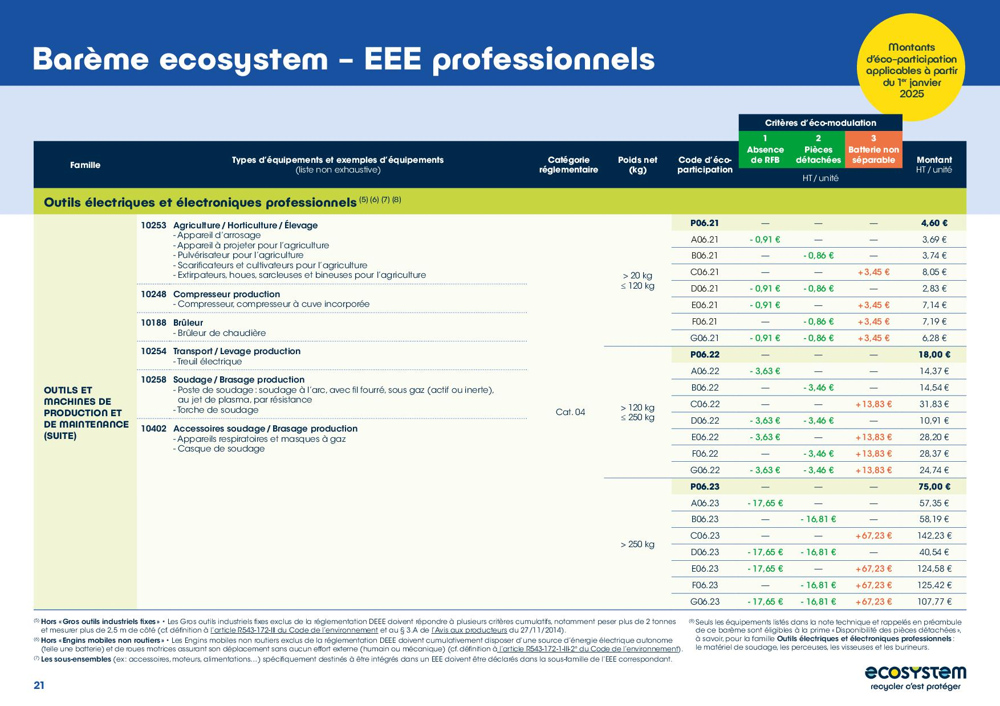 Barème ecosystem – EEE professionnels
Montants
d'éco-participation
applicables à partir
du 1er janvier
2025
Critères d'éco-modulation
Famille
Types d'équipements et exemples d'équipements
(liste non exhaustive)
Catégorie
réglementaire
Poids net
(kg)
Code d'éco-
participation
1
Absence
de RFB
2
Pièces
détachées
3
Batterie non
séparable
HT / unité
Montant
HT / unité
Outils électriques et électroniques professionnels (5) (6) (7) (8)
OUTILS ET
MACHINES DE
PRODUCTION ET
DE MAINTENANCE
(SUITE)
10253 Agriculture / Horticulture / Élevage
- Appareil d'arrosage
- Appareil à projeter pour l'agriculture
- Pulvérisateur pour l'agriculture
- Scarificateurs et cultivateurs pour l'agriculture
- Extirpateurs, houes, sarcleuses et bineuses pour l'agriculture
10248 Compresseur production
- Compresseur, compresseur à cuve incorporée
10188 Brûleur
- Brûleur de chaudière
10254 Transport / Levage production
- Treuil électrique
10258 Soudage / Brasage production
- Poste de soudage : soudage à l'arc, avec fil fourré, sous gaz (actif ou inerte),
au jet de plasma, par résistance
- Torche de soudage
10402 Accessoires soudage / Brasage production
- Appareils respiratoires et masques à gaz
- Casque de soudage
Cat. 04
> 20 kg
≤ 120 kg
P06.21 — — — 4,60 €
A06.21 - 0,91 € — — 3,69 €
B06.21 — - 0,86 € — 3,74 €
C06.21 — — + 3,45 € 8,05 €
D06.21 - 0,91 € - 0,86 € — 2,83 €
E06.21 - 0,91 € — + 3,45 € 7,14 €
F06.21 — - 0,86 € + 3,45 € 7,19 €
G06.21 - 0,91 € - 0,86 € + 3,45 € 6,28 €
> 120 kg
≤ 250 kg
P06.22 — — — 18,00 €
A06.22 - 3,63 € — — 14,37 €
B06.22 — - 3,46 € — 14,54 €
C06.22 — — + 13,83 € 31,83 €
D06.22 - 3,63 € - 3,46 € — 10,91 €
E06.22 - 3,63 € — + 13,83 € 28,20 €
F06.22 — - 3,46 € + 13,83 € 28,37 €
G06.22 - 3,63 € - 3,46 € + 13,83 € 24,74 €
> 250 kg
P06.23 — — — 75,00 €
A06.23 - 17,65 € — — 57,35 €
B06.23 — - 16,81 € — 58,19 €
C06.23 — — + 67,23 € 142,23 €
D06.23 - 17,65 € - 16,81 € — 40,54 €
E06.23 - 17,65 € — + 67,23 € 124,58 €
F06.23 — - 16,81 € + 67,23 € 125,42 €
G06.23 - 17,65 € - 16,81 € + 67,23 € 107,77 €
(5) Hors « Gros outils industriels fixes » • Les Gros outils industriels fixes exclus de la réglementation DEEE doivent répondre à plusieurs critères cumulatifs, notamment peser plus de 2 tonnes
et mesurer plus de 2,5 m de côté (cf. définition à l'article R543-172-III du Code de l'environnement et au § 3.A de l'Avis aux producteurs du 27/11/2014).
(6) Hors « Engins mobiles non routiers » • Les Engins mobiles non routiers exclus de la réglementation DEEE doivent cumulativement disposer d'une source d'énergie électrique autonome
(telle une batterie) et de roues motrices assurant son déplacement sans aucun effort externe (humain ou mécanique) (cf. définition à l'article R543-172-1-III-2° du Code de l'environnement).
(7) Les sous-ensembles (ex : accessoires, moteurs, alimentations...) spécifiquement destinés à être intégrés dans un EEE doivent être déclarés dans la sous-famille de l'EEE correspondant.
(8) Seuls les équipements listés dans la note technique et rappelés en préambule
de ce barème sont éligibles à la prime « Disponibilité des pièces détachées »,
à savoir, pour la famille Outils électriques et électroniques professionnels :
le matériel de soudage, les perceuses, les visseuses et les burineurs.
21
ecosystem
recycler c'est protéger